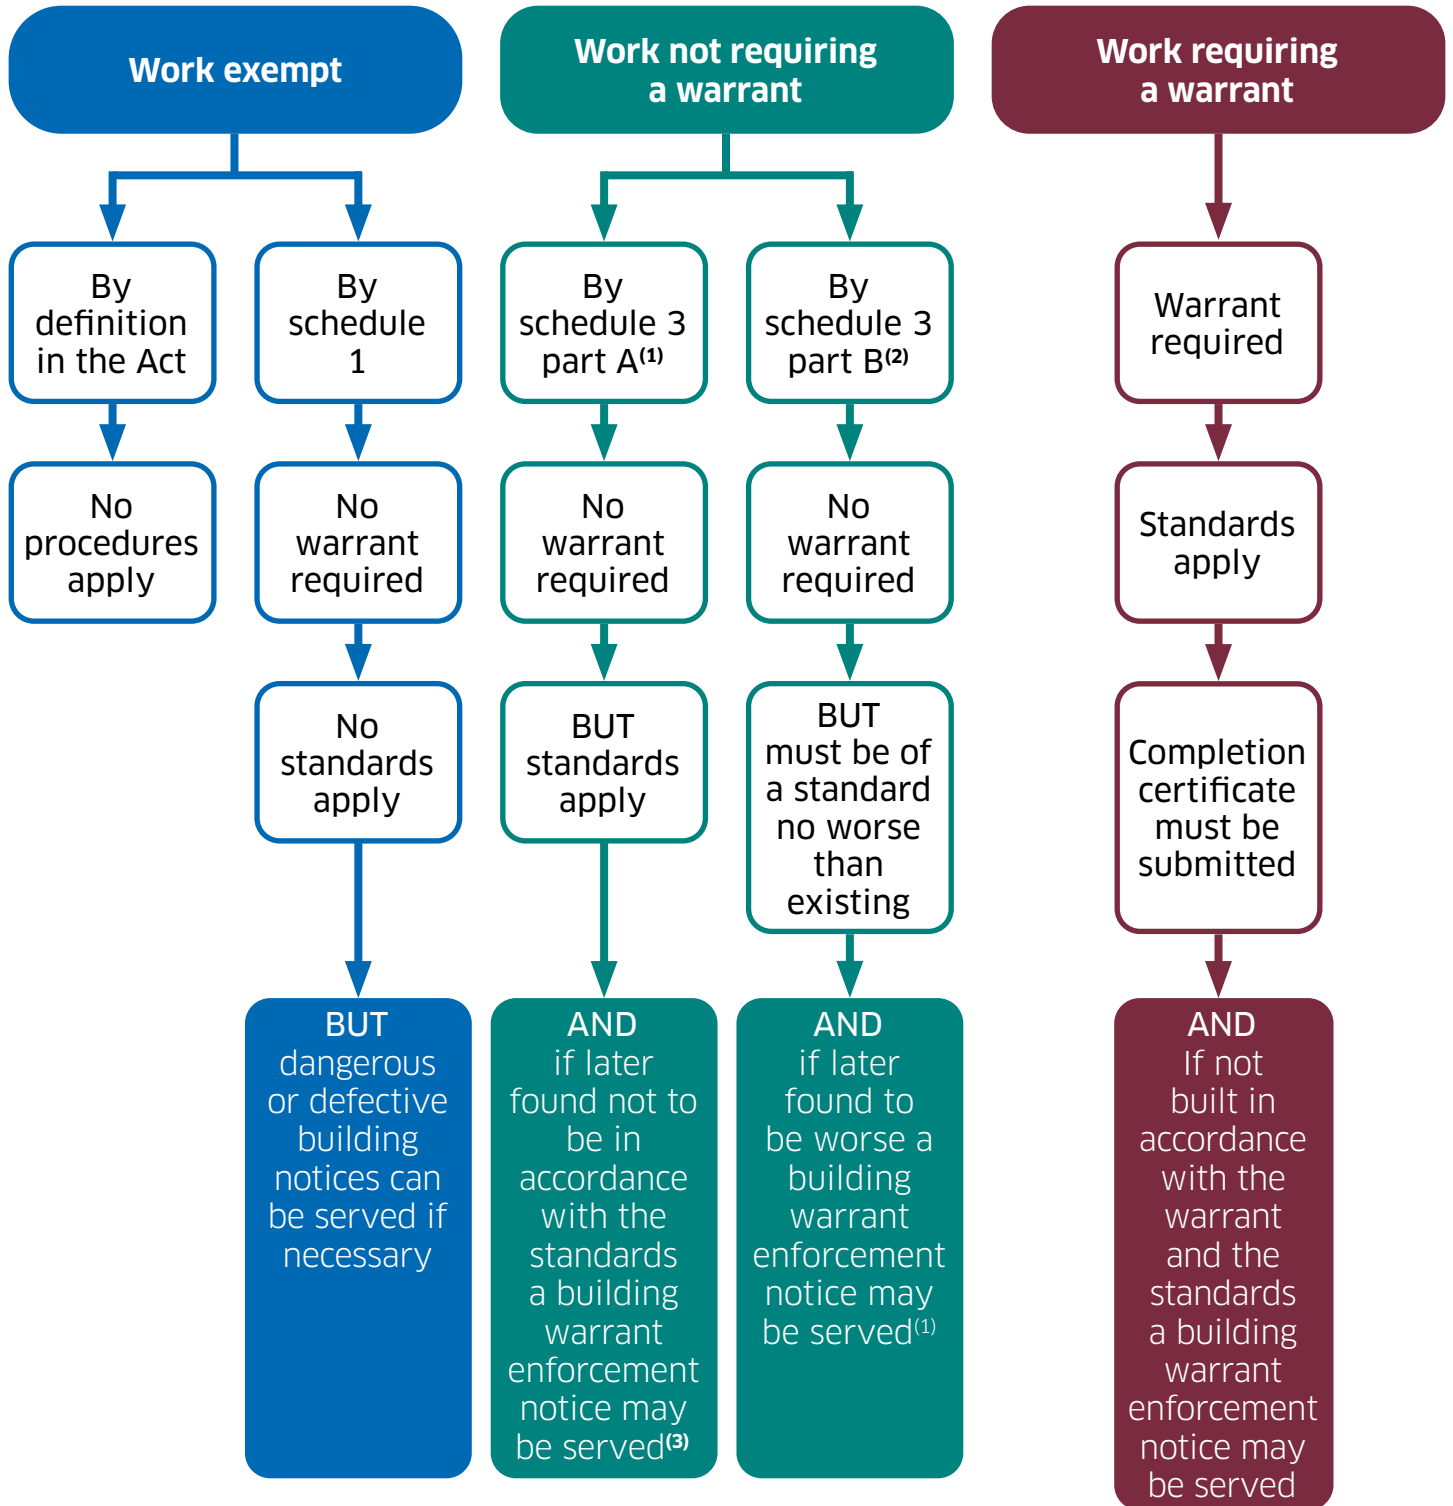 Work exempt
By
definition
in the Act
No
procedures
apply
By
schedule
1
No
warrant
required
No
standards
apply
BUT
dangerous
or defective
building
notices can
be served if
necessary
Work not requiring
a warrant
By
schedule 3
part A(1)
No
warrant
required
BUT
standards
apply
AND
if later
found not to
be in
accordance
with the
standards
a building
warrant
enforcement
notice may
be served(3)
By
schedule 3
part B(2)
No
warrant
required
BUT
must be of
a standard
no worse
than
existing
AND
if later
found to
be worse a
building
warrant
enforcement
notice may
be served(1)
Work requiring
a warrant
Warrant
required
Standards
apply
Completion
certificate
must be
submitted
AND
If not
built in
accordance
with the
warrant
and the
standards
a building
warrant
enforcement
notice may
be served